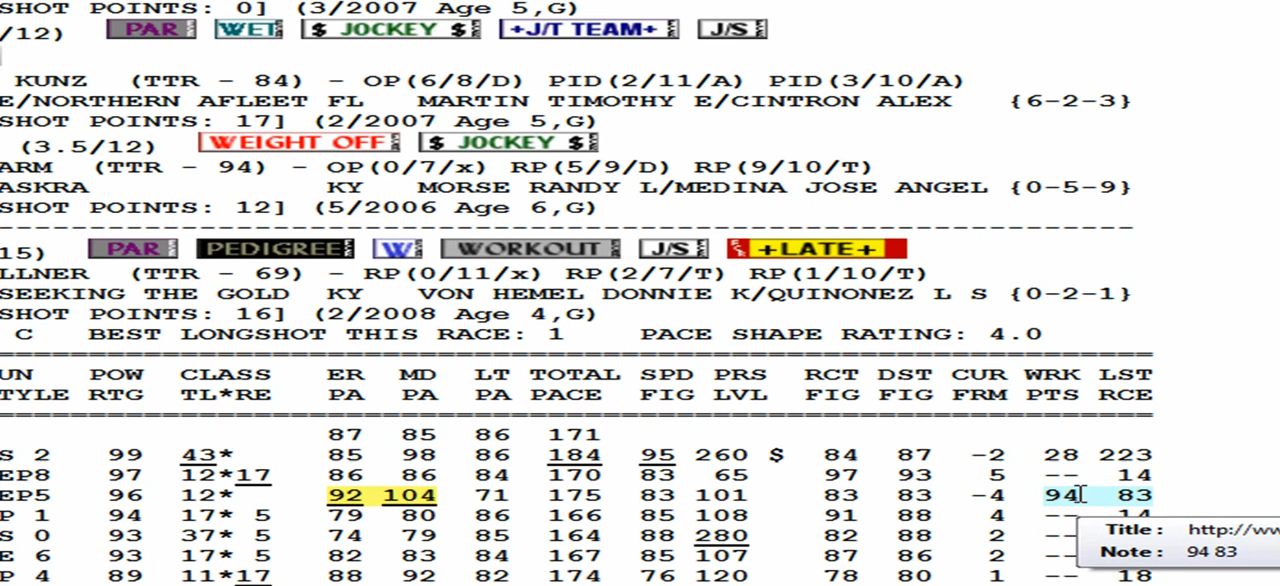 SHOT POINTS: 0] (3/2007 Age 5,G)
/12) PAR WET $ JOCKEY $ +J/T TEAM+ J/S
KUNZ (TTR - 84) - OP(6/8/D) PID(2/11/A) PID(3/10/A)
E/NORTHERN AFLEET FL MARTIN TIMOTHY E/CINTRON ALEX {6-2-3}
SHOT POINTS: 17] (2/2007 Age 5,G)
(3.5/12) WEIGHT OFF $ JOCKEY $
ARM (TTR - 94) - OP(0/7/x) RP(5/9/D) RP(9/10/T)
ASKRA KY MORSE RANDY L/MEDINA JOSE ANGEL {0-5-9}
SHOT POINTS: 12] (5/2006 Age 6,G)
-----------------------------------------------------------------
15) PAR PEDIGREE W WORKOUT J/S +LATE+
LLNER (TTR - 69) - RP(0/11/x) RP(2/7/T) RP(1/10/T)
SEEKING THE GOLD KY VON HEMEL DONNIE K/QUINONEZ L S {0-2-1}
SHOT POINTS: 16] (2/2008 Age 4,G)
C BEST LONGSHOT THIS RACE: 1 PACE SHAPE RATING: 4.0
UN POW CLASS ER MD LT TOTAL SPD PRS RCT DST CUR WRK LST
TYLE RTG TL*RE PA PA PA PACE FIG LVL FIG FIG FRM PTS RCE
87 85 86 171
S 2 99 43* 85 98 86 184 95 260 $ 84 87 -2 28 223
EP8 97 12*17 86 86 84 170 83 65 97 93 5 -- 14
EP5 96 12* 92 104 71 175 83 101 83 83 -4 94 83
P 1 94 17* 5 79 80 86 166 85 108 91 88 4 -- 14
S 0 93 37* 5 74 79 85 164 88 280 82 88 2 --
E 6 93 17* 5 82 83 84 167 85 107 87 86 2 --
P 4 89 11*17 88 92 82 174 76 120 78 80 1 -- 18
Title: http://ww
Note: 94 83